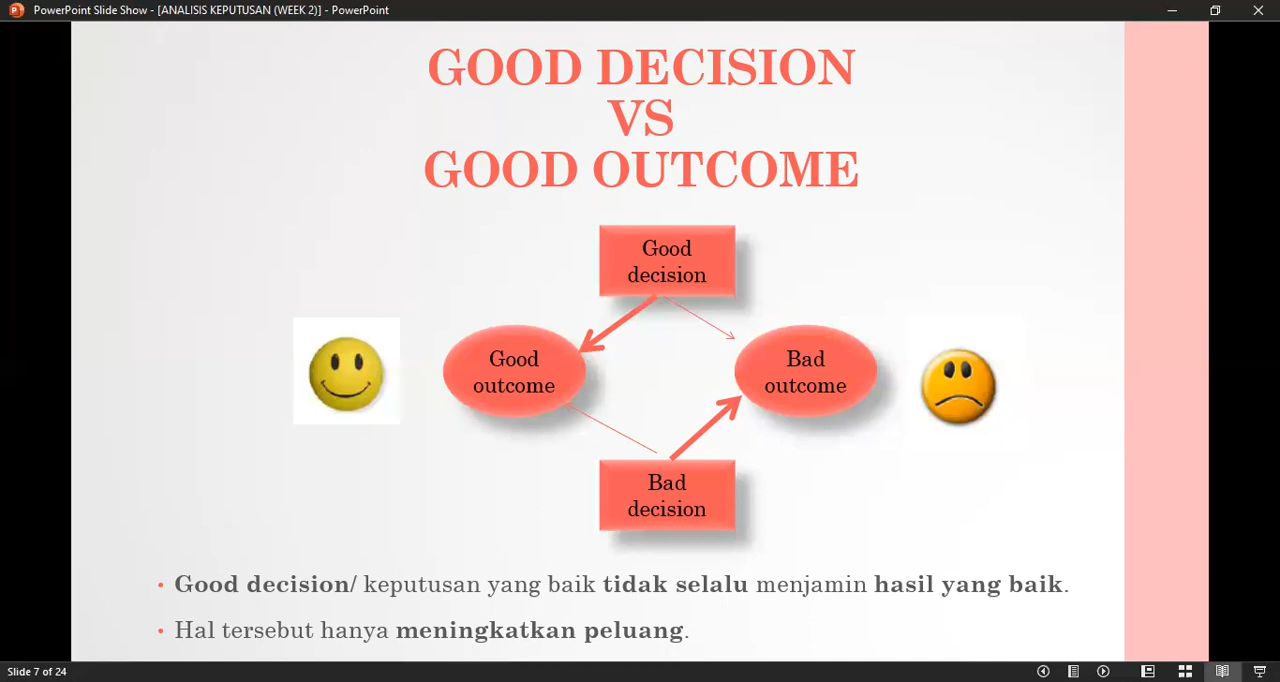 PowerPoint Slide Show - [ANALISIS KEPUTUSAN (WEEK 2)] - PowerPoint
GOOD DECISION
VS
GOOD OUTCOME
Good
decision
Good
outcome
Bad
outcome
Bad
decision
• Good decision/ keputusan yang baik tidak selalu menjamin hasil yang baik.
• Hal tersebut hanya meningkatkan peluang.
Slide 7 of 24